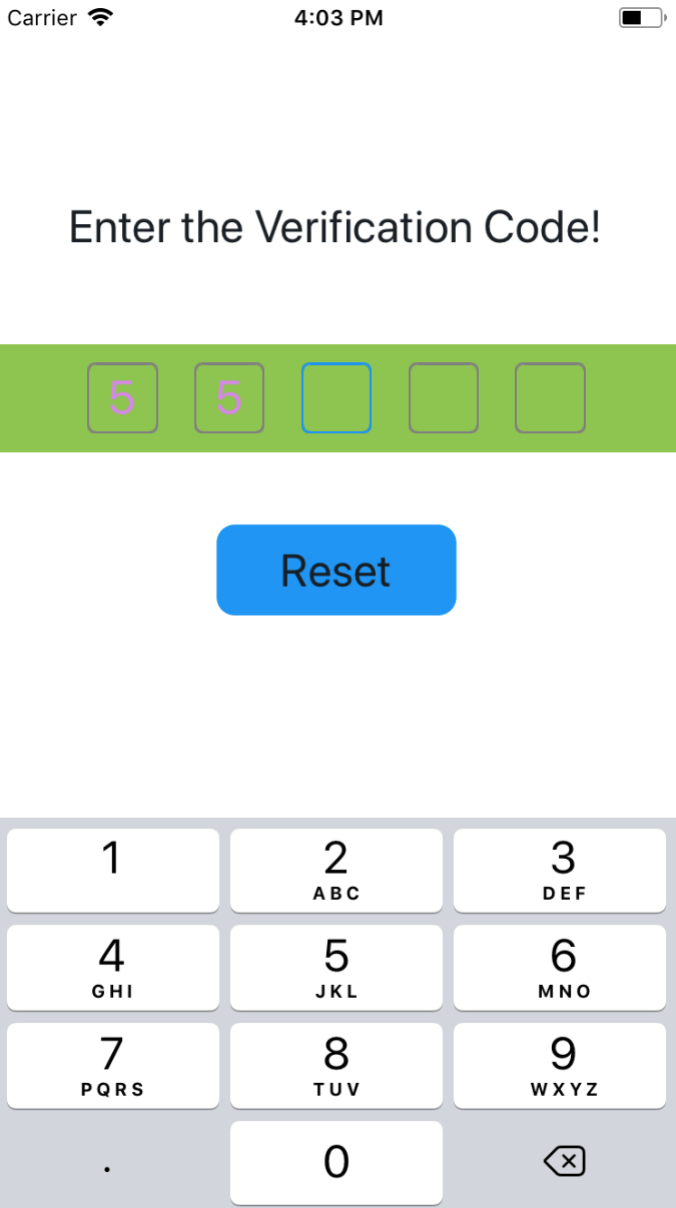 Carrier 4:03 PM
Enter the Verification Code!
5 5
Reset
1 2 3
ABC DEF
4 5 6
GHI JKL MNO
7 8 9
PQRS TUV WXYZ
. 0